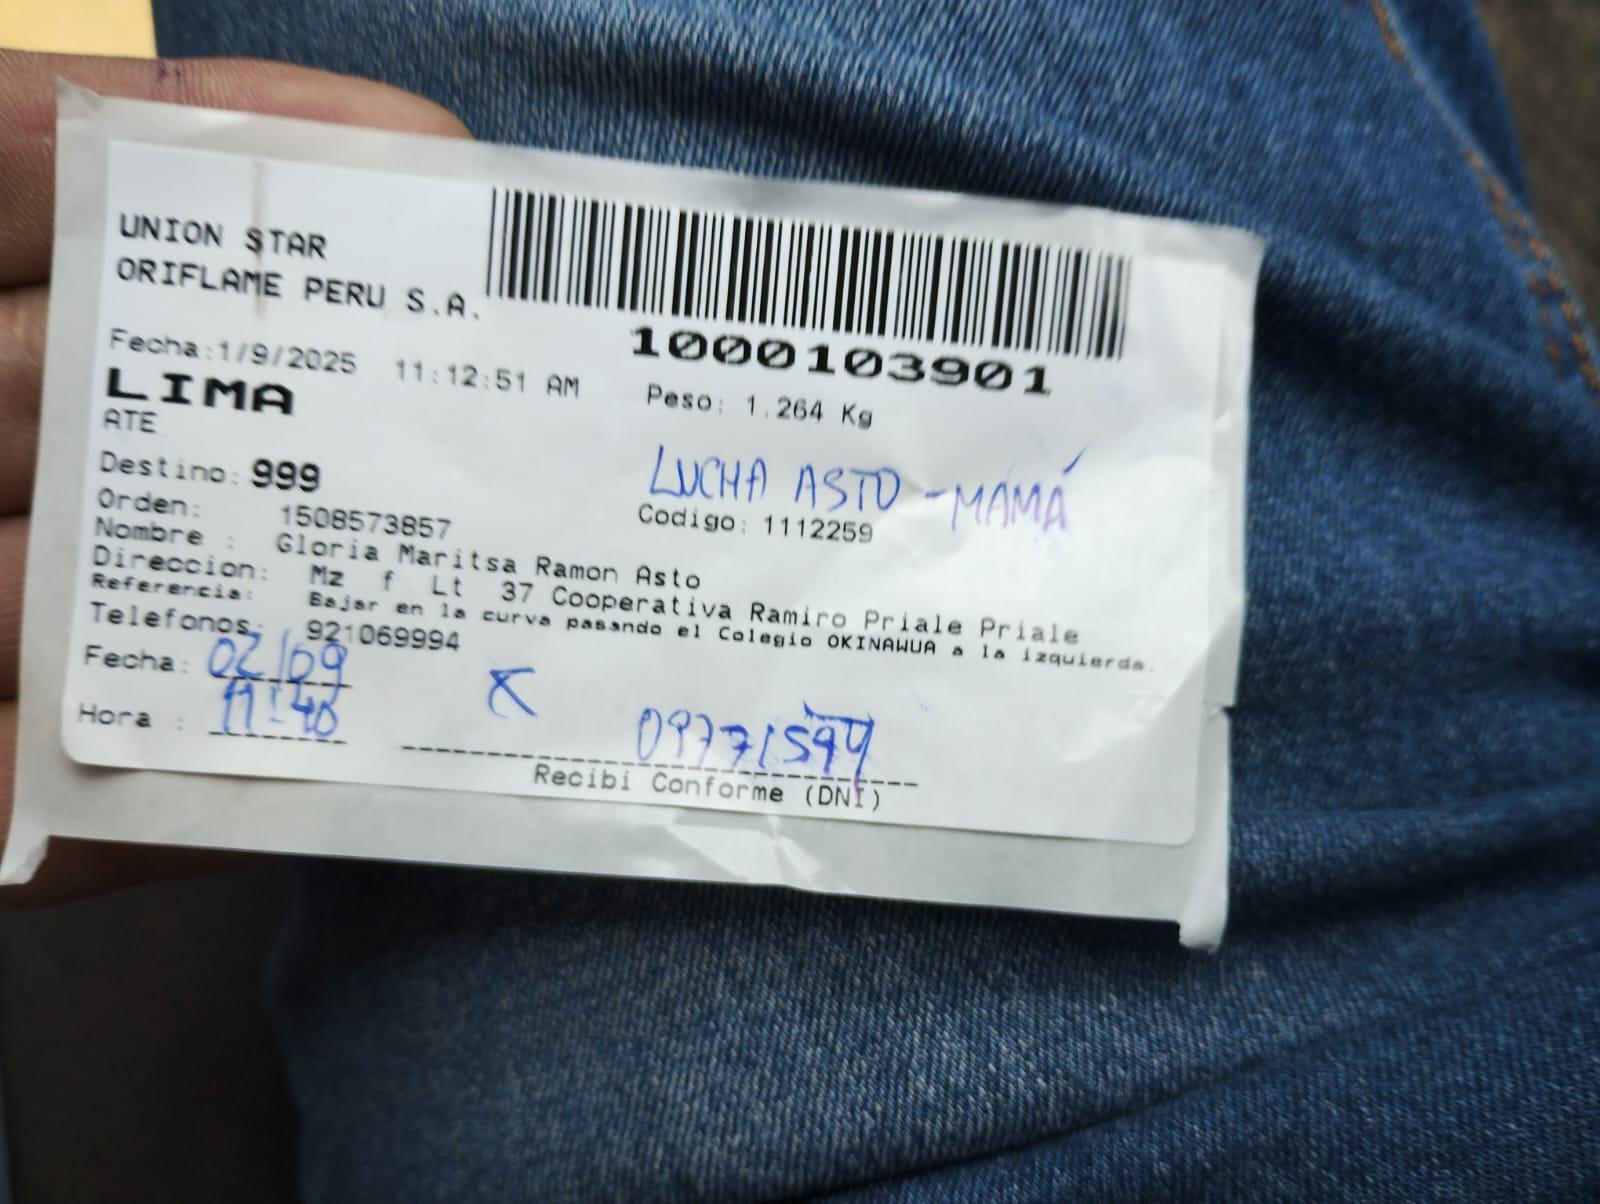 UNION STAR
ORIFLAME PERU S.A.
1000103901
Fecha:1/9/2025 11:12:51 AM
Peso: 1.264 Kg
LIMA
ATE
LUCHA ASTO - MAMÁ
Destino: 999
Codigo: 1112259
Orden: 1508573857
Nombre : Gloria Maritsa Ramon Asto
Direccion: Mz f Lt 37 Cooperativa Ramiro Priale Priale
Referencia: Bajar en la curva pasando el Colegio OKINAWUA a la izquierda.
Telefonos: 921069994
Fecha: 02/09
Hora : 11:40
Recibi Conforme (DNI)